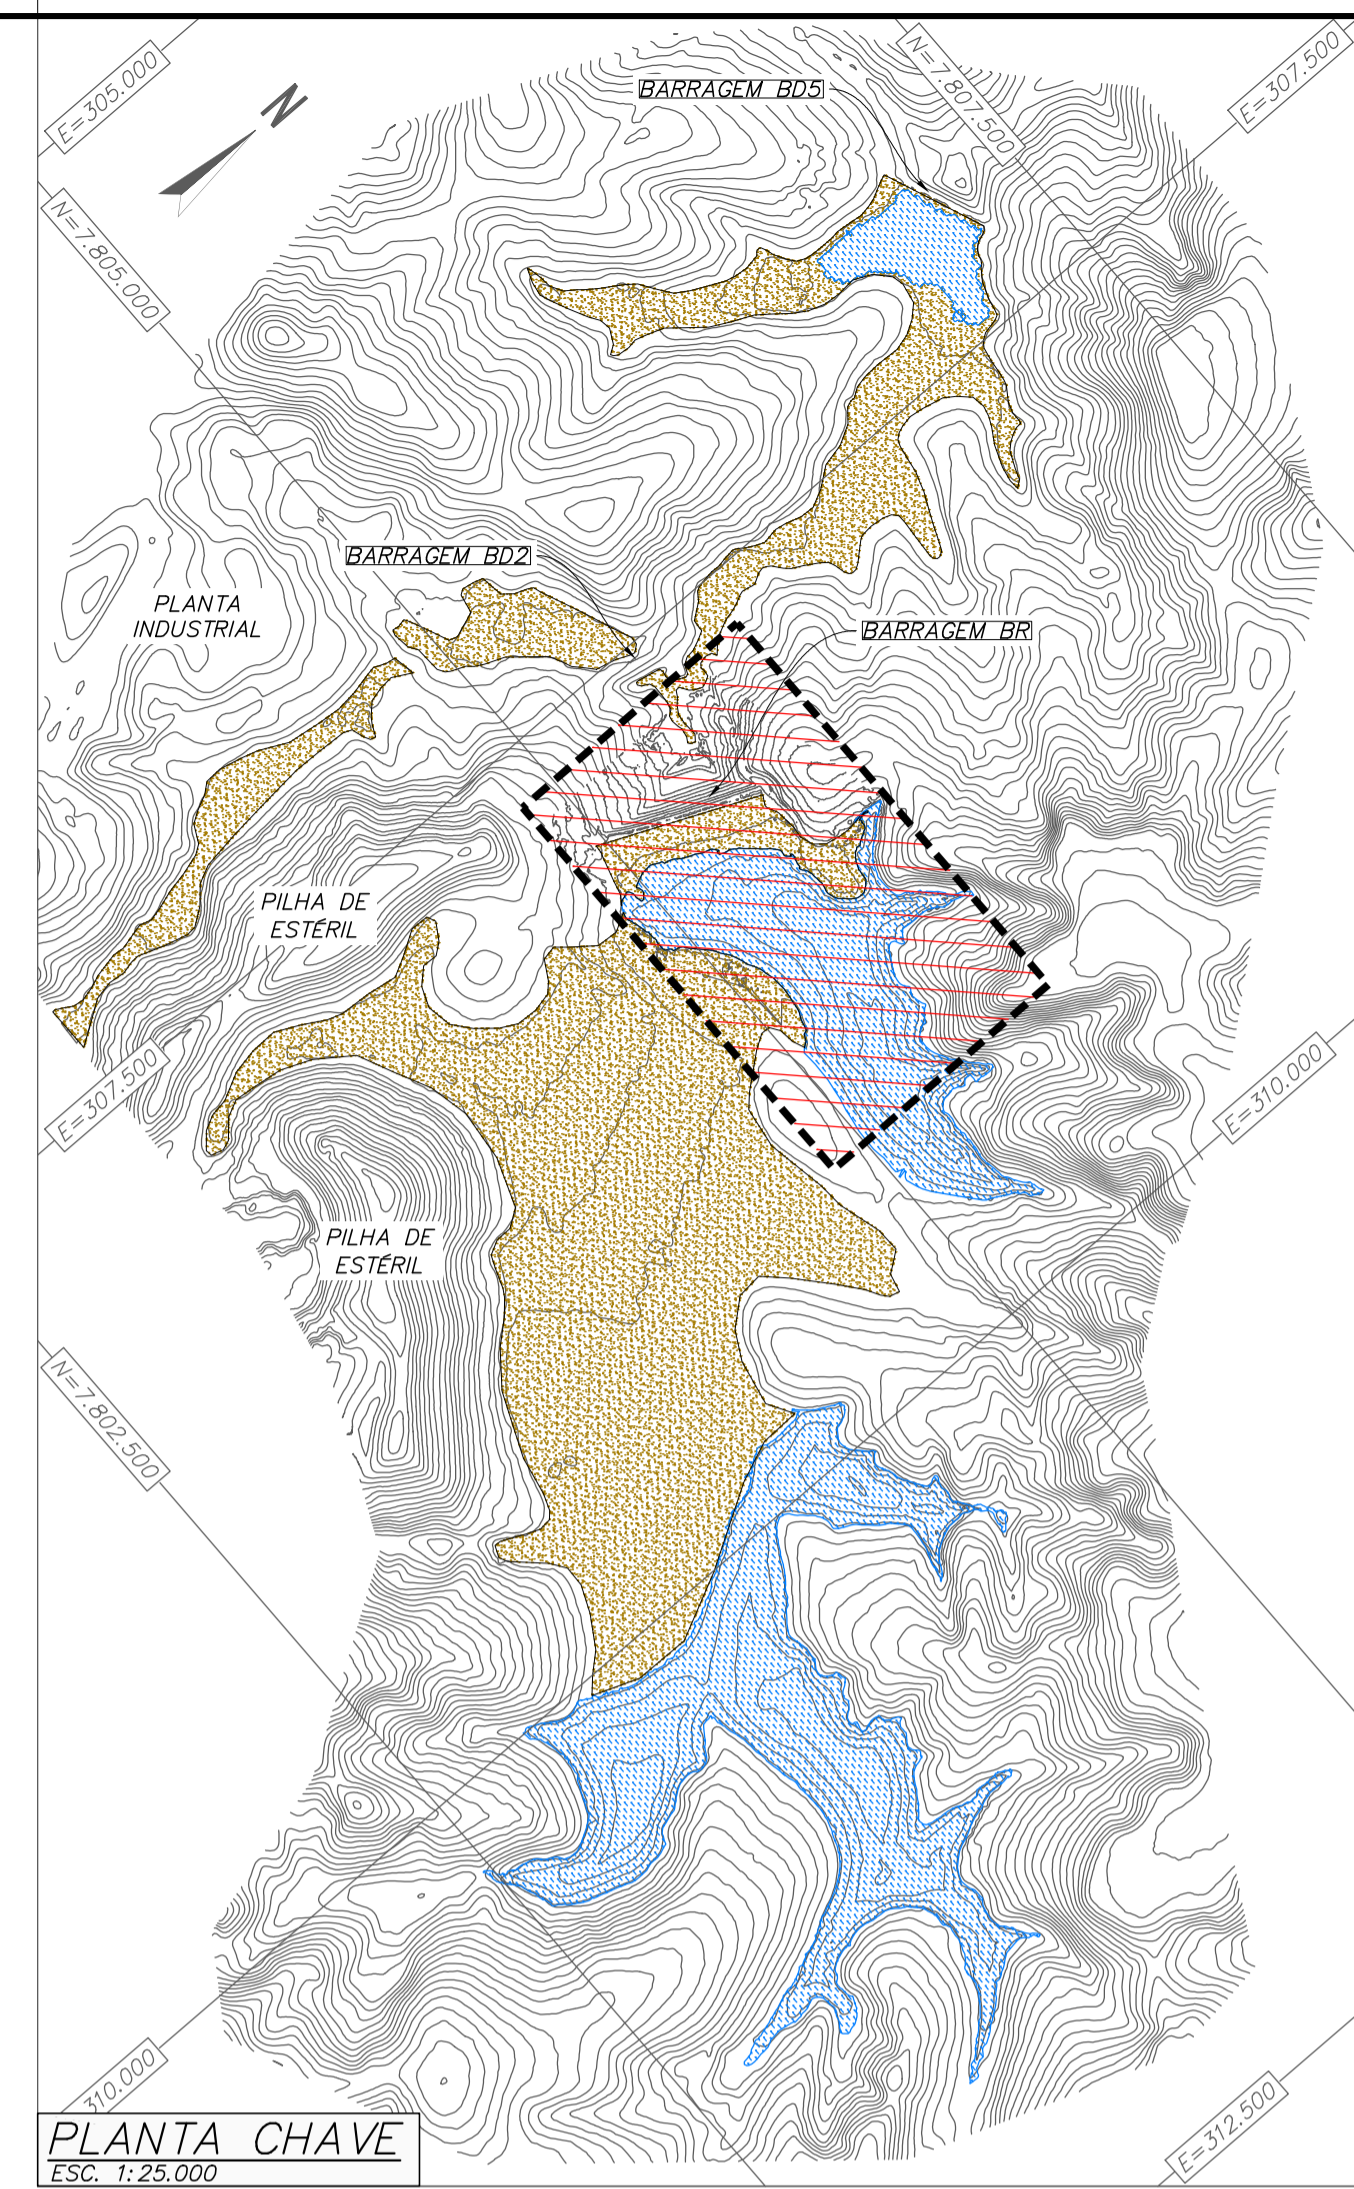 E=305.000
N
BARRAGEM BD5
N=7.807.500
E=307.500
N=7.805.000
BARRAGEM BD2
PLANTA
INDUSTRIAL
BARRAGEM BR
PILHA DE
ESTÉRIL
E=307.500
E=310.000
PILHA DE
ESTÉRIL
N=7.802.500
310.000
E=312.500
PLANTA CHAVE
ESC. 1:25.000